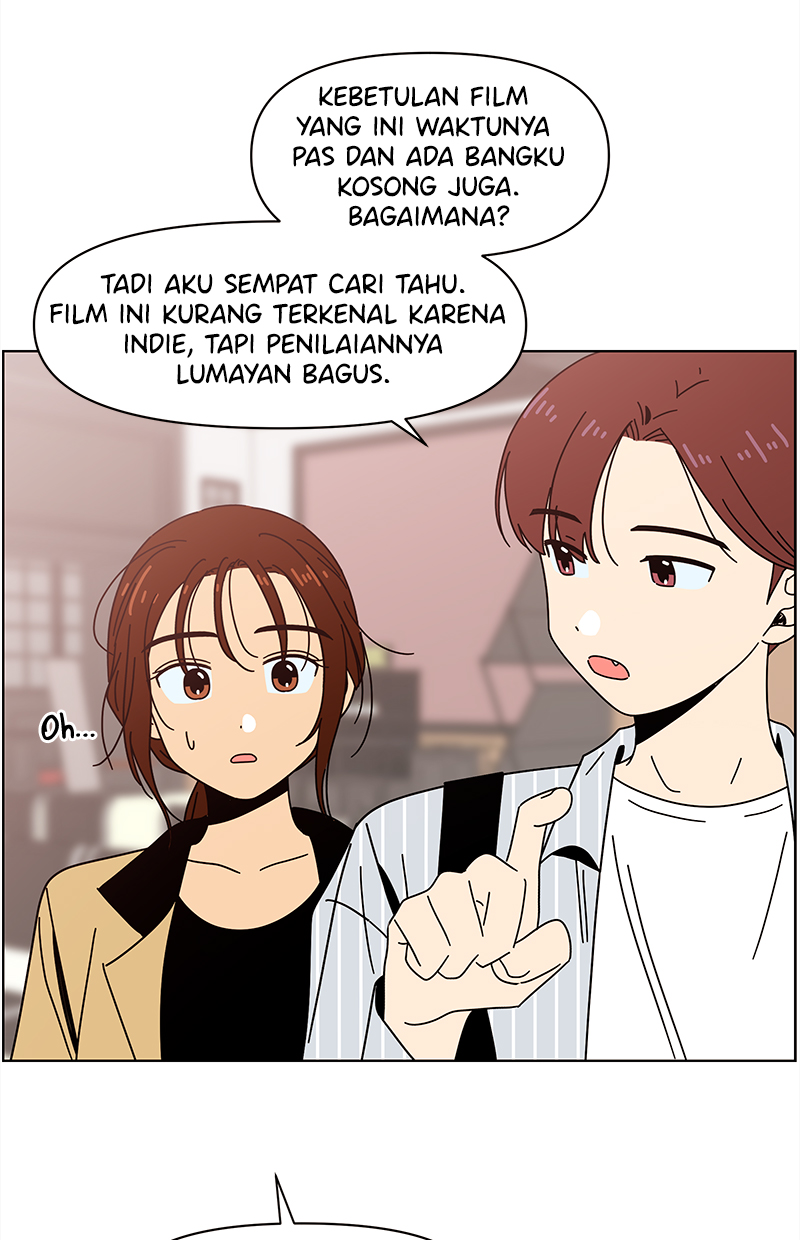 KEBETULAN FILM
YANG INI WAKTUNYA
PAS DAN ADA BANGKU
KOSONG JUGA.
BAGAIMANA?
TADI AKU SEMPAT CARI TAHU.
FILM INI KURANG TERKENAL KARENA
INDIE, TAPI PENILAIANNYA
LUMAYAN BAGUS.
Oh...